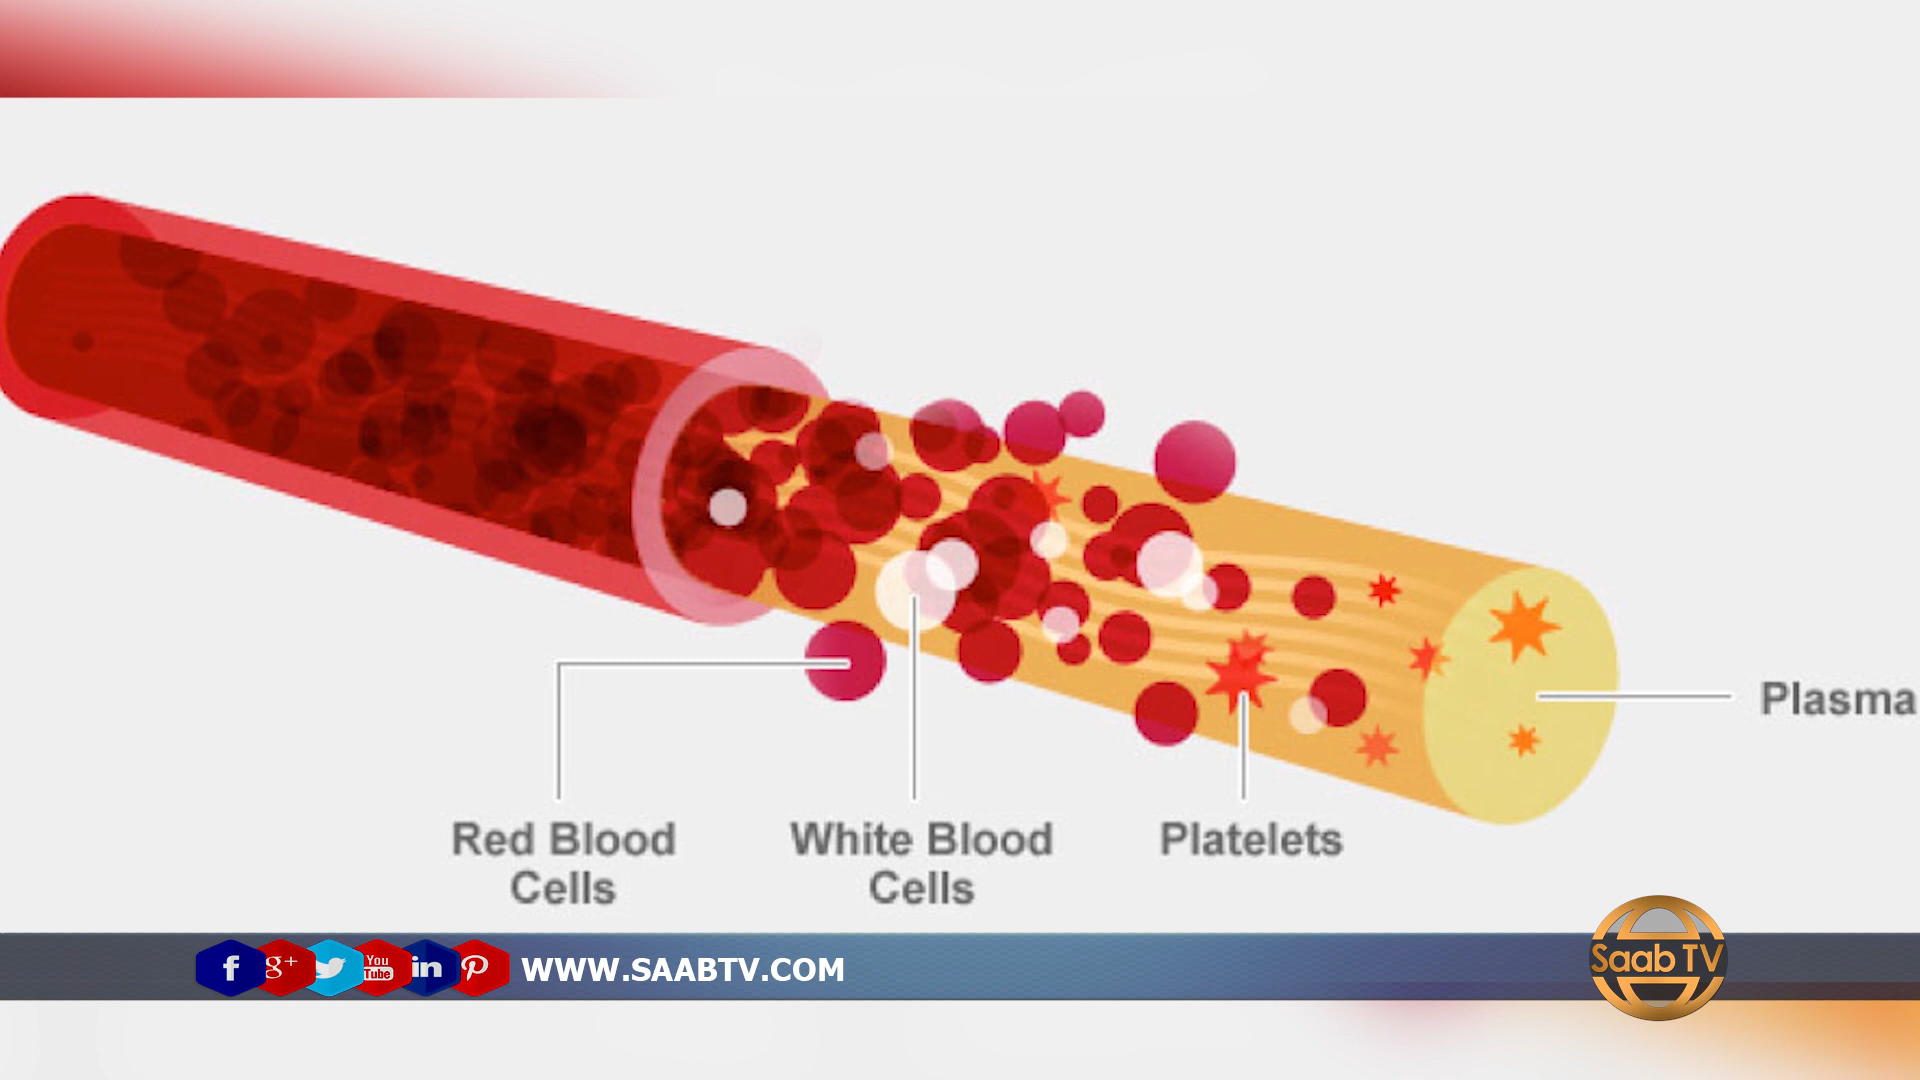 Plasma
Red Blood
Cells
White Blood
Cells
Platelets
f
g+
You
Tube
in
WWW.SAABTV.COM
Saab TV